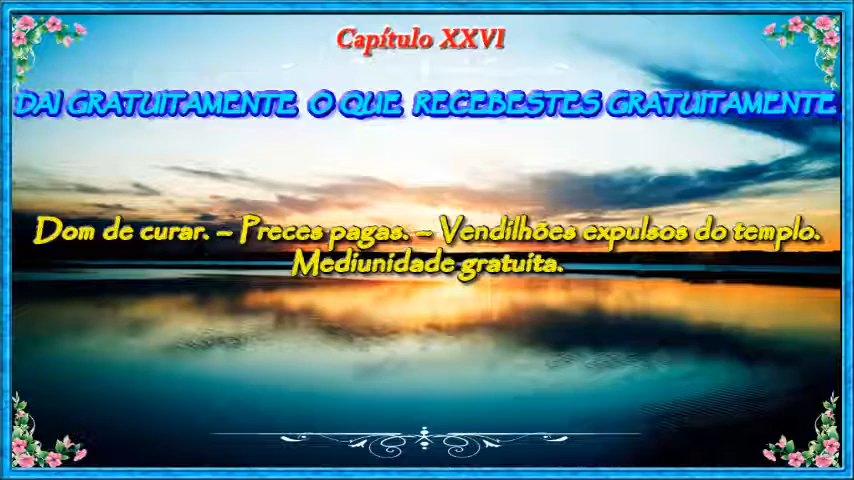 Capítulo XXVI
DAI GRATUITAMENTE O QUE RECEBESTES GRATUITAMENTE
Dom de curar. – Preces pagas. – Vendilhões expulsos do templo.
Mediunidade gratuita.